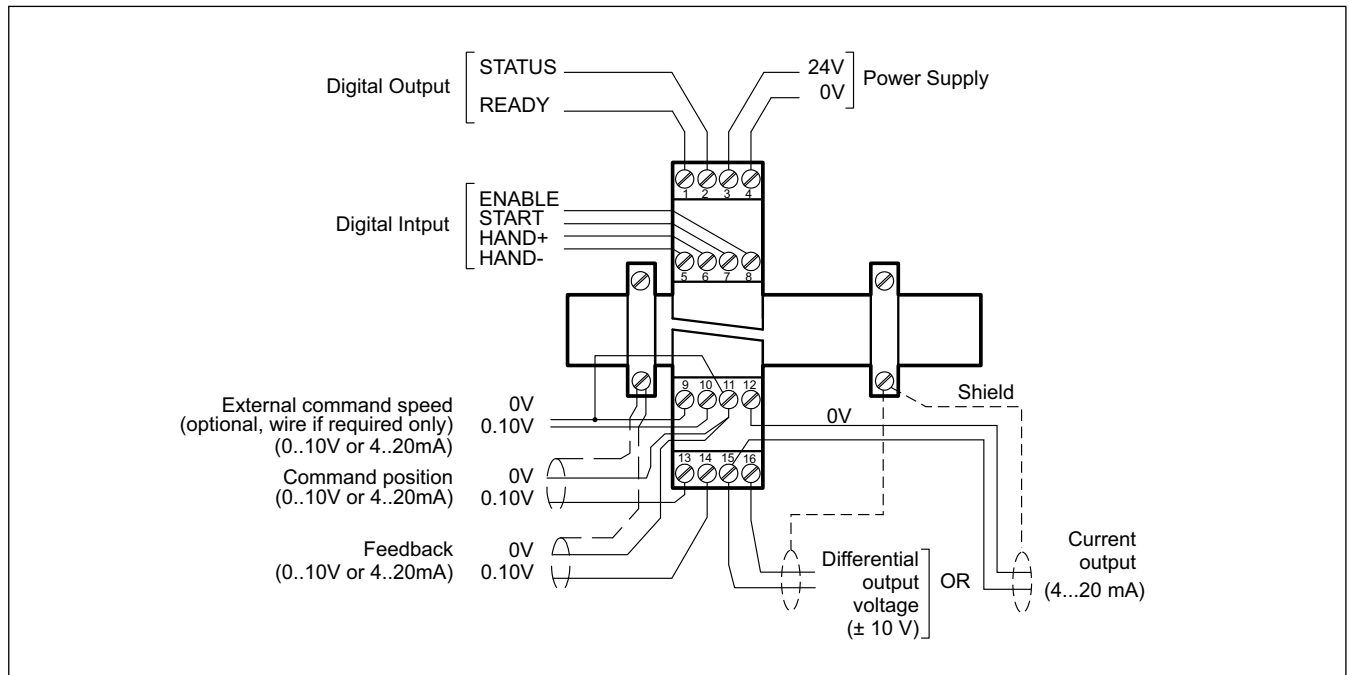 Digital Output
STATUS
READY
24V
0V
Power Supply
1 2 3 4
Digital Intput
ENABLE
START
HAND+
HAND-
5 6 7 8
9 10 11 12
External command speed
(optional, wire if required only)
(0..10V or 4..20mA)
0V
0.10V
0V
Shield
13 14 15 16
Command position
(0..10V or 4..20mA)
0V
0.10V
Feedback
(0..10V or 4..20mA)
0V
0.10V
Differential
output
voltage
(± 10 V)
OR
Current
output
(4...20 mA)